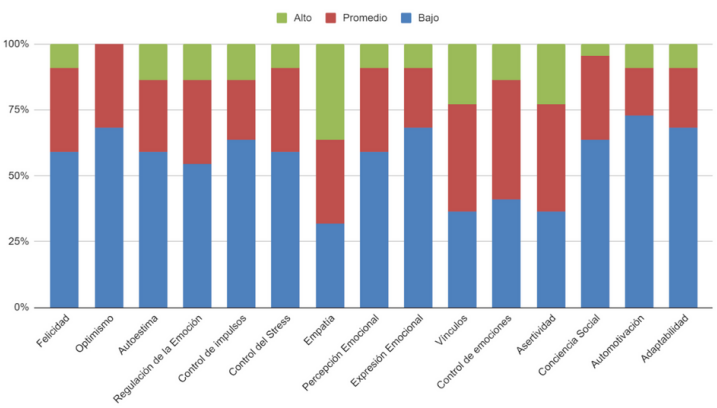 Alto Promedio Bajo
100%
75%
50%
25%
0%
Felicidad
Optimismo
Autoestima
Regulación de la Emoción
Control de impulsos
Control del Stress
Empatía
Percepción Emocional
Expresión Emocional
Vínculos
Control de emociones
Asertividad
Conciencia Social
Automotivación
Adaptabilidad